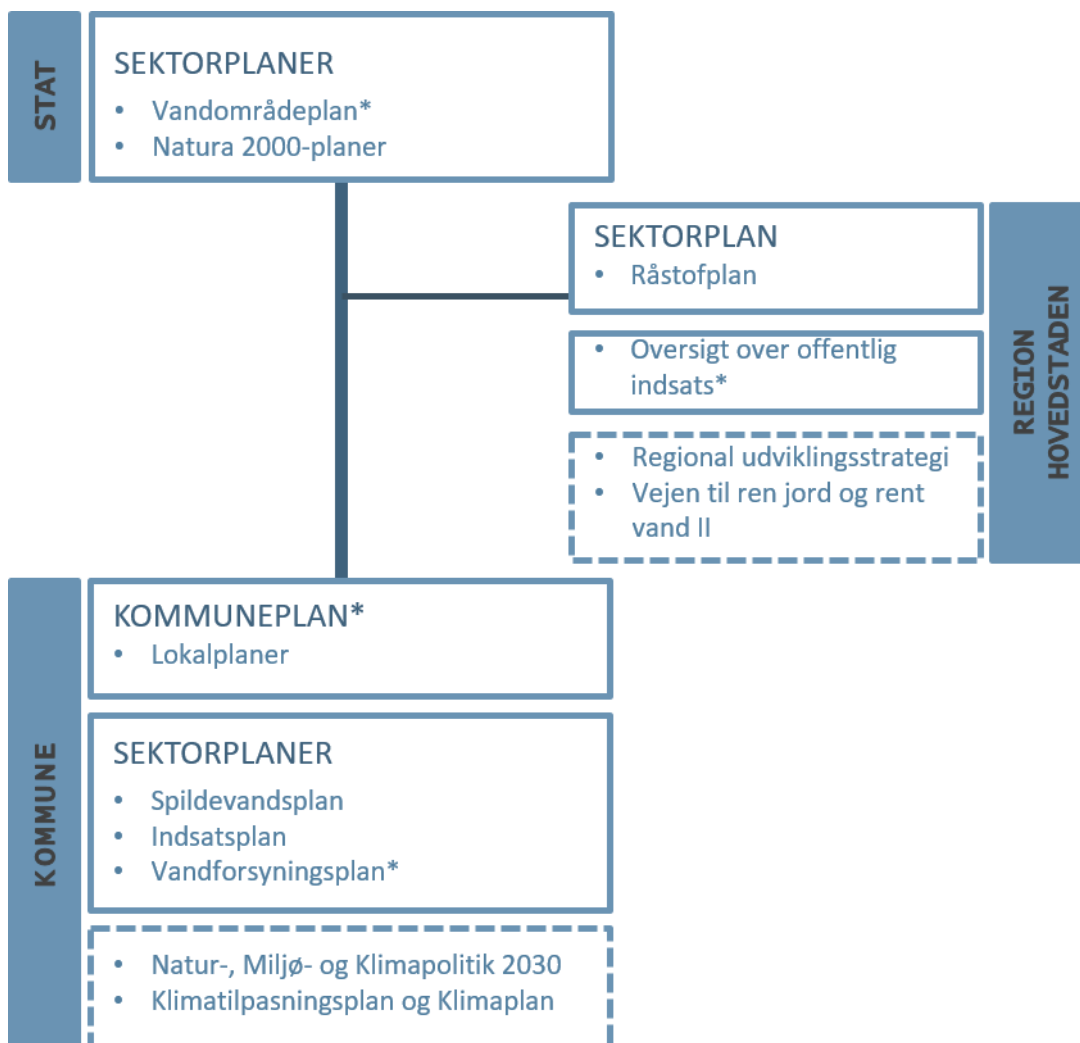 STAT
SEKTORPLANER
• Vandområdeplan*
• Natura 2000-planer
SEKTORPLAN
• Råstofplan
• Oversigt over offentlig
indsats*
• Regional udviklingsstrategi
• Vejen til ren jord og rent
vand II
REGION
HOVEDSTADEN
KOMMUNE
KOMMUNEPLAN*
• Lokalplaner
SEKTORPLANER
• Spildevandsplan
• Indsatsplan
• Vandforsyningsplan*
• Natur-, Miljø- og Klimapolitik 2030
• Klimatilpasningsplan og Klimaplan